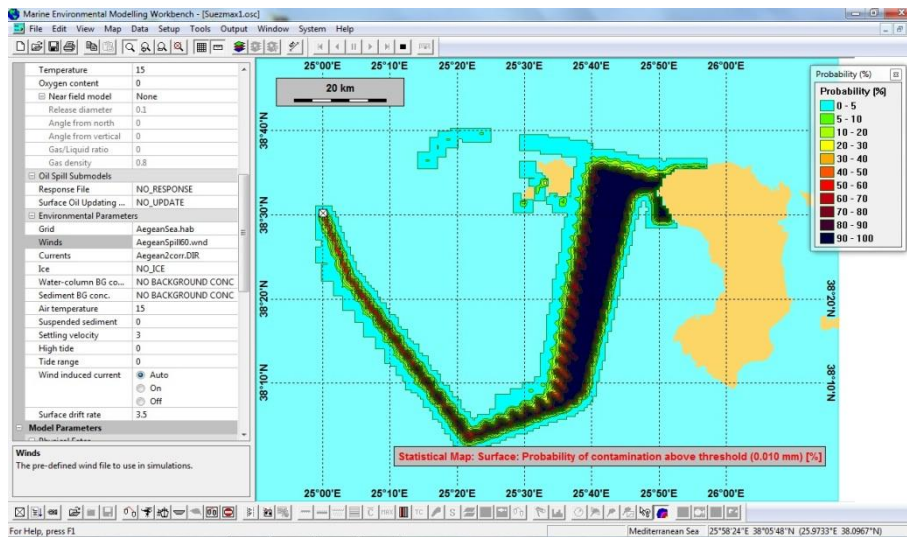 Marine Environmental Modelling Workbench - [Suezmax1.osc]
File Edit View Map Data Setup Tools Output Window System Help
Temperature 15
Oxygen content 0
Near field model None
Release diameter 0.1
Angle from north 0
Angle from vertical 0
Gas/Liquid ratio 0
Gas density 0.8
Oil Spill Submodels
Response File NO_RESPONSE
Surface Oil Updating ... NO_UPDATE
Environmental Parameters
Grid AegeanSea.hab
Winds AegeanSpill60.wnd
Currents Aegean2corr.DIR
Ice NO_ICE
Water-column BG co... NO BACKGROUND CONC
Sediment BG conc. NO BACKGROUND CONC
Air temperature 15
Suspended sediment 0
Settling velocity 3
High tide 0
Tide range 0
Wind induced current Auto
On
Off
Surface drift rate 3.5
Model Parameters
Winds
The pre-defined wind file to use in simulations.
25°00'E 25°10'E 25°20'E 25°30'E 25°40'E 25°50'E 26°00'E
20 km
38°40'N
38°30'N
38°20'N
38°10'N
38°20'N
38°10'N
Probability (%)
Probability (%)
0 - 5
5 - 10
10 - 20
20 - 30
30 - 40
40 - 50
50 - 60
60 - 70
70 - 80
80 - 90
90 - 100
Statistical Map: Surface: Probability of contamination above threshold (0.010 mm) [%]
25°00'E 25°10'E 25°20'E 25°30'E 25°40'E 25°50'E 26°00'E
For Help, press F1
Mediterranean Sea 25°58'24"E 38°05'48"N (25.9733°E 38.0967°N)